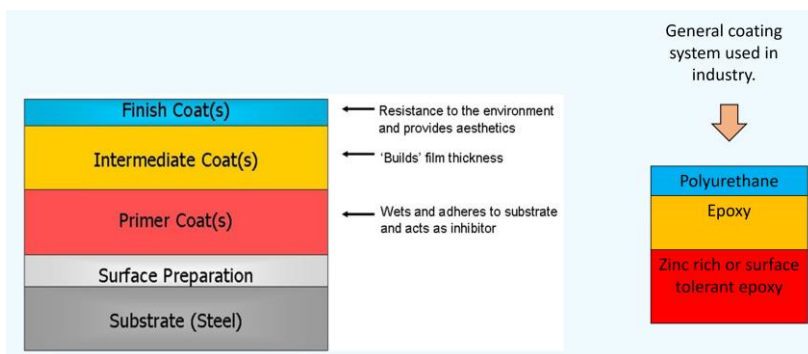 Finish Coat(s)
Resistance to the environment
and provides aesthetics
Intermediate Coat(s)
'Builds' film thickness
Primer Coat(s)
Wets and adheres to substrate
and acts as inhibitor
Surface Preparation
Substrate (Steel)
General coating
system used in
industry.
Polyurethane
Epoxy
Zinc rich or surface
tolerant epoxy